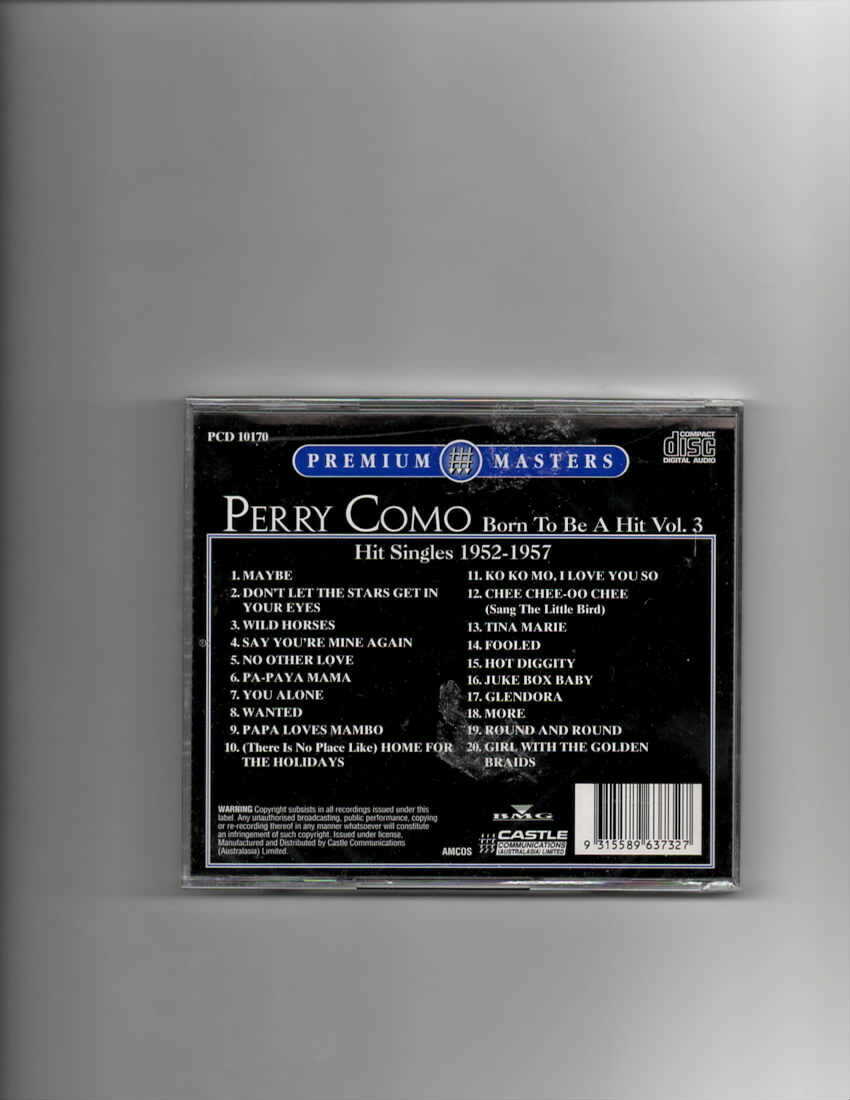 PCD 10170
COMPACT
disc
DIGITAL AUDIO
PREMIUM MASTERS
PERRY COMO Born To Be A Hit Vol. 3
Hit Singles 1952-1957
1. MAYBE
2. DON'T LET THE STARS GET IN
YOUR EYES
3. WILD HORSES
4. SAY YOU'RE MINE AGAIN
5. NO OTHER LOVE
6. PA-PAYA MAMA
7. YOU ALONE
8. WANTED
9. PAPA LOVES MAMBO
10. (There Is No Place Like) HOME FOR
THE HOLIDAYS
11. KO KO MO, I LOVE YOU SO
12. CHEE CHEE-OO CHEE
(Sang The Little Bird)
13. TINA MARIE
14. FOOLED
15. HOT DIGGITY
16. JUKE BOX BABY
17. GLENDORA
18. MORE
19. ROUND AND ROUND
20. GIRL WITH THE GOLDEN
BRAIDS
WARNING Copyright subsists in all recordings issued under this
label. Any unauthorised broadcasting, public performance, copying
or re-recording thereof in any manner whatsoever will constitute
an infringement of such copyright. Issued under license.
Manufactured and Distributed by Castle Communications
(Australasia) Limited.
AMCOS
BMG
CASTLE
COMMUNICATIONS
(AUSTRALASIA) LIMITED
9 315589 637327